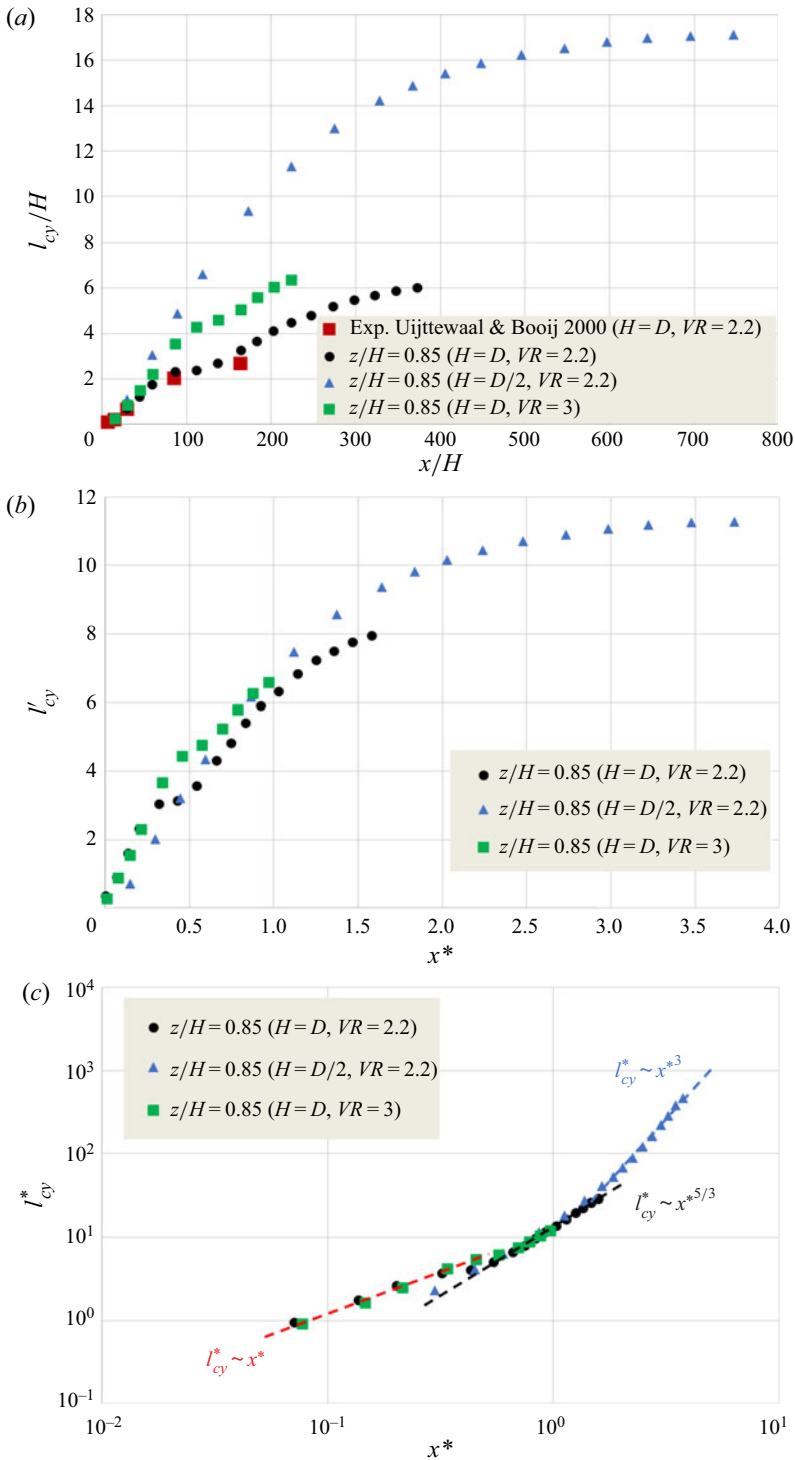 (a)
18
16
14
12
10
8
6
4
2
0
l_cy/H
Exp. Uijttewaal & Booij 2000 (H = D, VR = 2.2)
z/H = 0.85 (H = D, VR = 2.2)
z/H = 0.85 (H = D/2, VR = 2.2)
z/H = 0.85 (H = D, VR = 3)
100 200 300 400 500 600 700 800
x/H
(b)
12
10
8
6
4
2
0
l′_cy
z/H = 0.85 (H = D, VR = 2.2)
z/H = 0.85 (H = D/2, VR = 2.2)
z/H = 0.85 (H = D, VR = 3)
0.5 1.0 1.5 2.0 2.5 3.0 3.5 4.0
x*
(c)
10^4
10^3
10^2
10^1
10^0
10^–1
l*_cy
z/H = 0.85 (H = D, VR = 2.2)
z/H = 0.85 (H = D/2, VR = 2.2)
z/H = 0.85 (H = D, VR = 3)
l*_cy ~ x*^3
l*_cy ~ x*^5/3
l*_cy ~ x*
10^–2 10^–1 10^0 10^1
x*